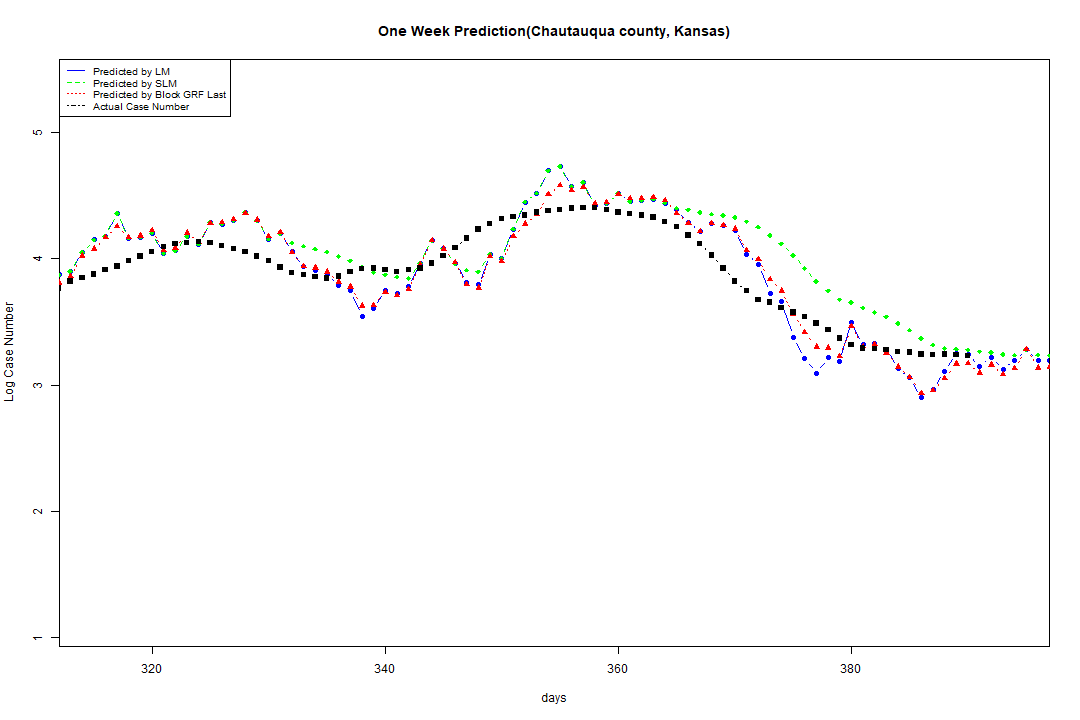 One Week Prediction(Chautauqua county, Kansas)
Predicted by LM
Predicted by SLM
Predicted by Block GRF Last
Actual Case Number
5
4
3
2
1
Log Case Number
320 340 360 380
days